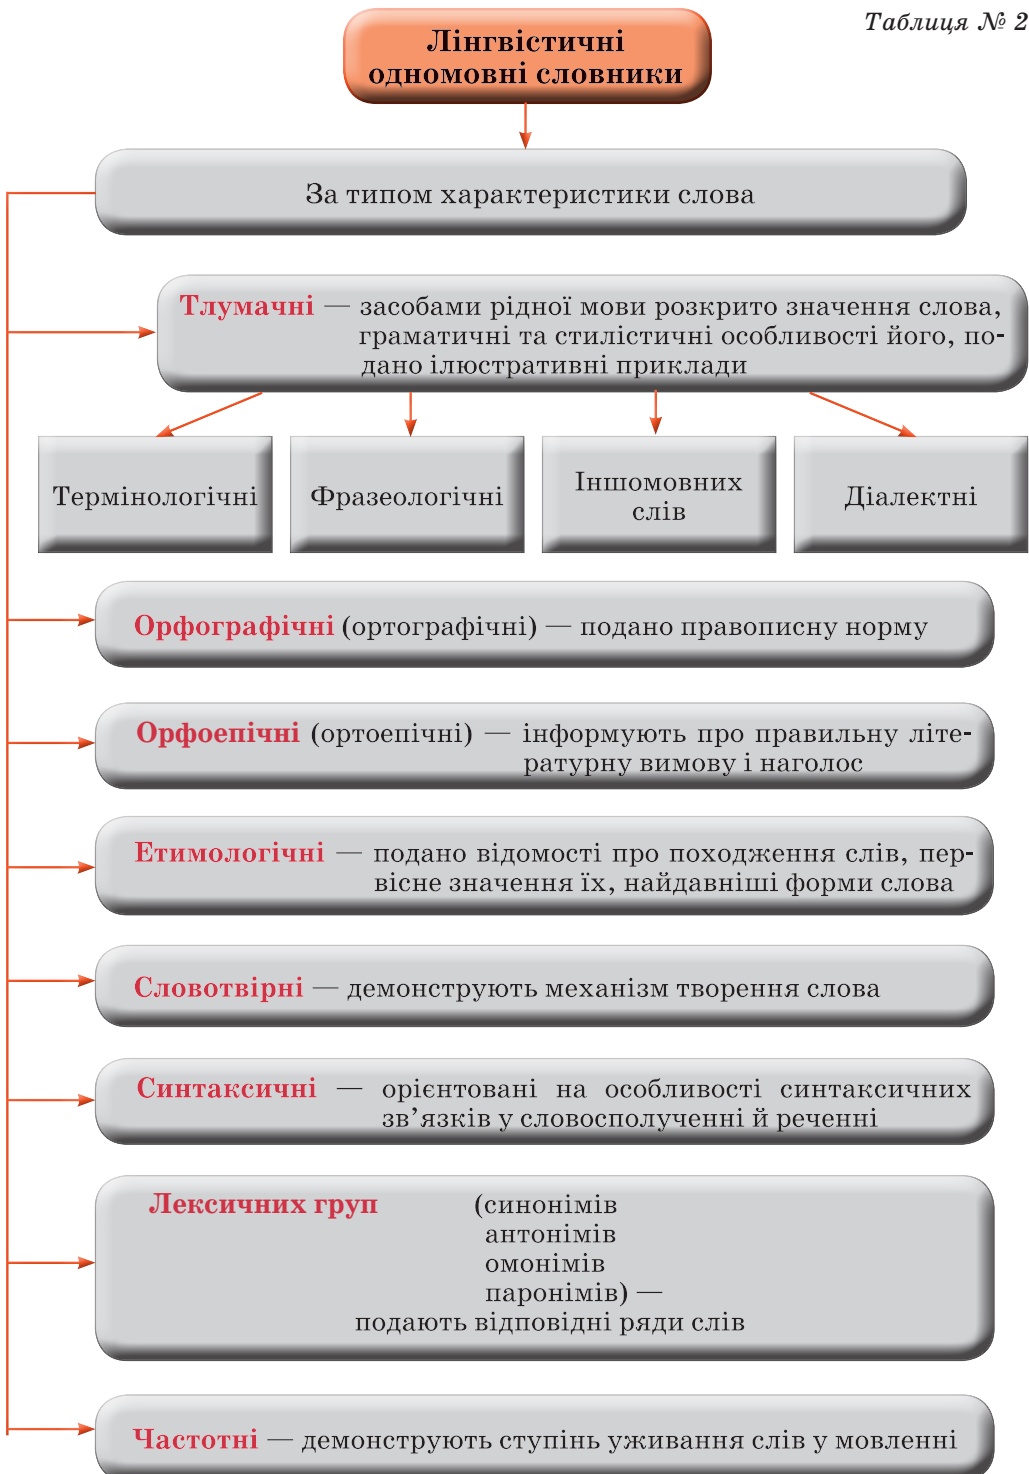 Таблиця № 2
Лінгвістичні
одномовні словники
За типом характеристики слова
Тлумачні — засобами рідної мови розкрито значення слова,
граматичні та стилістичні особливості його, по-
дано ілюстративні приклади
Термінологічні
Фразеологічні
Іншомовних
слів
Діалектні
Орфографічні (ортографічні) — подано правописну норму
Орфоепічні (ортоепічні) — інформують про правильну літе-
ратурну вимову і наголос
Етимологічні — подано відомості про походження слів, пер-
вісне значення їх, найдавніші форми слова
Словотвірні — демонструють механізм творення слова
Синтаксичні — орієнтовані на особливості синтаксичних
зв’язків у словосполученні й реченні
Лексичних груп (синонімів
антонімів
омонімів
паронімів) —
подають відповідні ряди слів
Частотні — демонструють ступінь уживання слів у мовленні